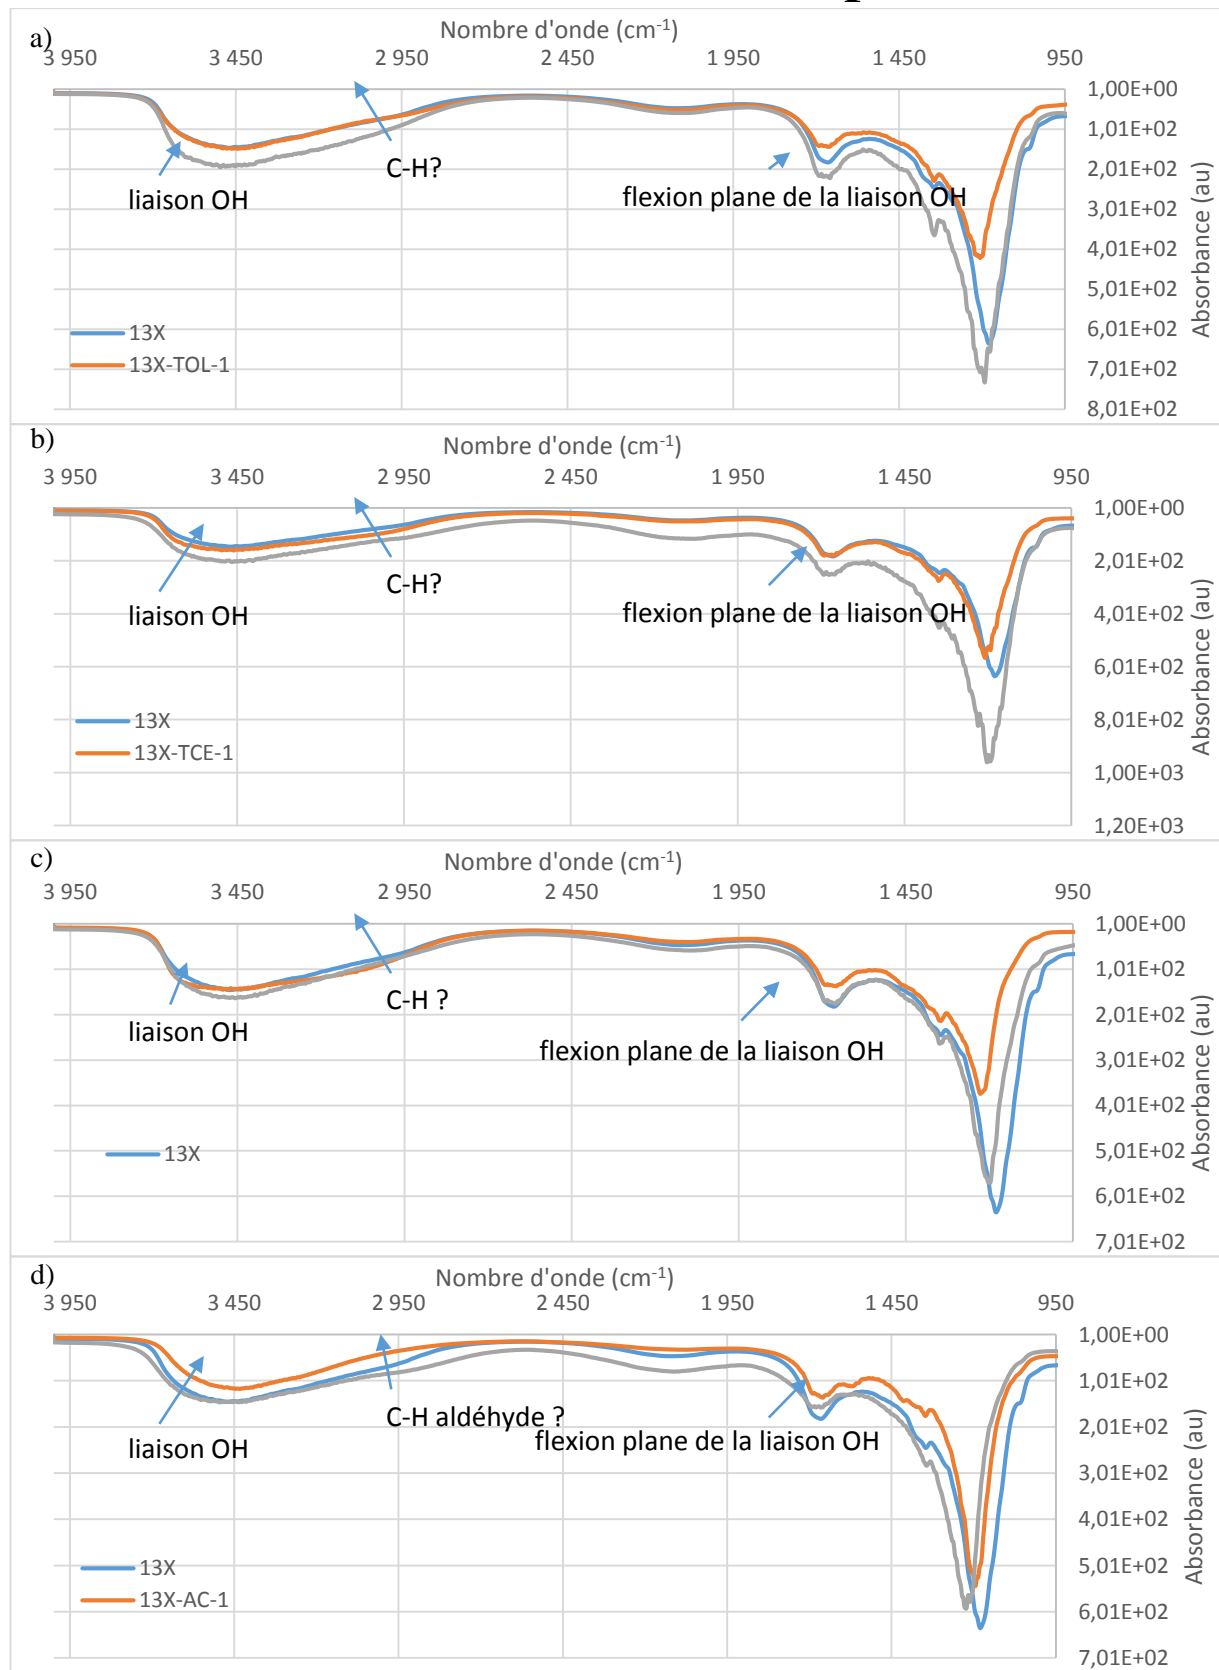 a)
Nombre d'onde (cm-1)
3 950 3 450 2 950 2 450 1 950 1 450 950
1,00E+00
1,01E+02
2,01E+02
3,01E+02
4,01E+02
5,01E+02
6,01E+02
7,01E+02
8,01E+02
Absorbance (au)
liaison OH
C-H?
flexion plane de la liaison OH
13X
13X-TOL-1
b)
Nombre d'onde (cm-1)
3 950 3 450 2 950 2 450 1 950 1 450 950
1,00E+00
2,01E+02
4,01E+02
6,01E+02
8,01E+02
1,00E+03
1,20E+03
Absorbance (au)
liaison OH
C-H?
flexion plane de la liaison OH
13X
13X-TCE-1
c)
Nombre d'onde (cm-1)
3 950 3 450 2 950 2 450 1 950 1 450 950
1,00E+00
1,01E+02
2,01E+02
3,01E+02
4,01E+02
5,01E+02
6,01E+02
7,01E+02
Absorbance (au)
liaison OH
C-H ?
flexion plane de la liaison OH
13X
d)
Nombre d'onde (cm-1)
3 950 3 450 2 950 2 450 1 950 1 450 950
1,00E+00
1,01E+02
2,01E+02
3,01E+02
4,01E+02
5,01E+02
6,01E+02
7,01E+02
Absorbance (au)
liaison OH
C-H aldéhyde ?
flexion plane de la liaison OH
13X
13X-AC-1